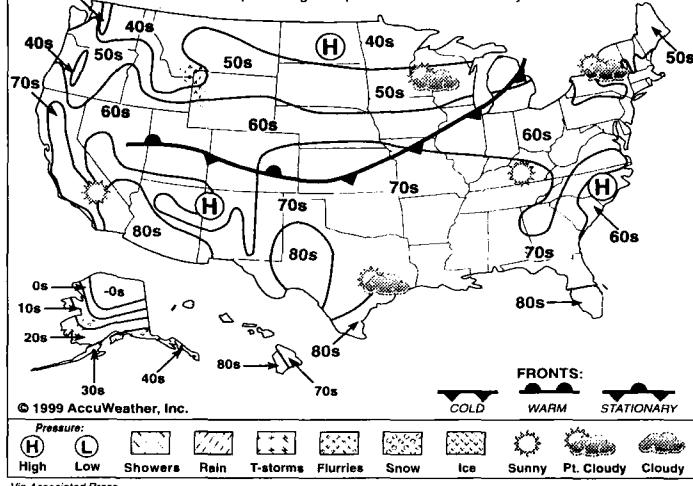 40s
40s
40s
H
50s
50s
50s
50s
70s
60s
60s
60s
H
H
70s
70s
80s
80s
60s
70s
80s
80s
0s
-0s
10s
20s
30s
40s
80s
70s
FRONTS:
COLD WARM STATIONARY
© 1999 AccuWeather, Inc.
Pressure:
H L
High Low Showers Rain T-storms Flurries Snow Ice Sunny Pt. Cloudy Cloudy
Via Associated Press